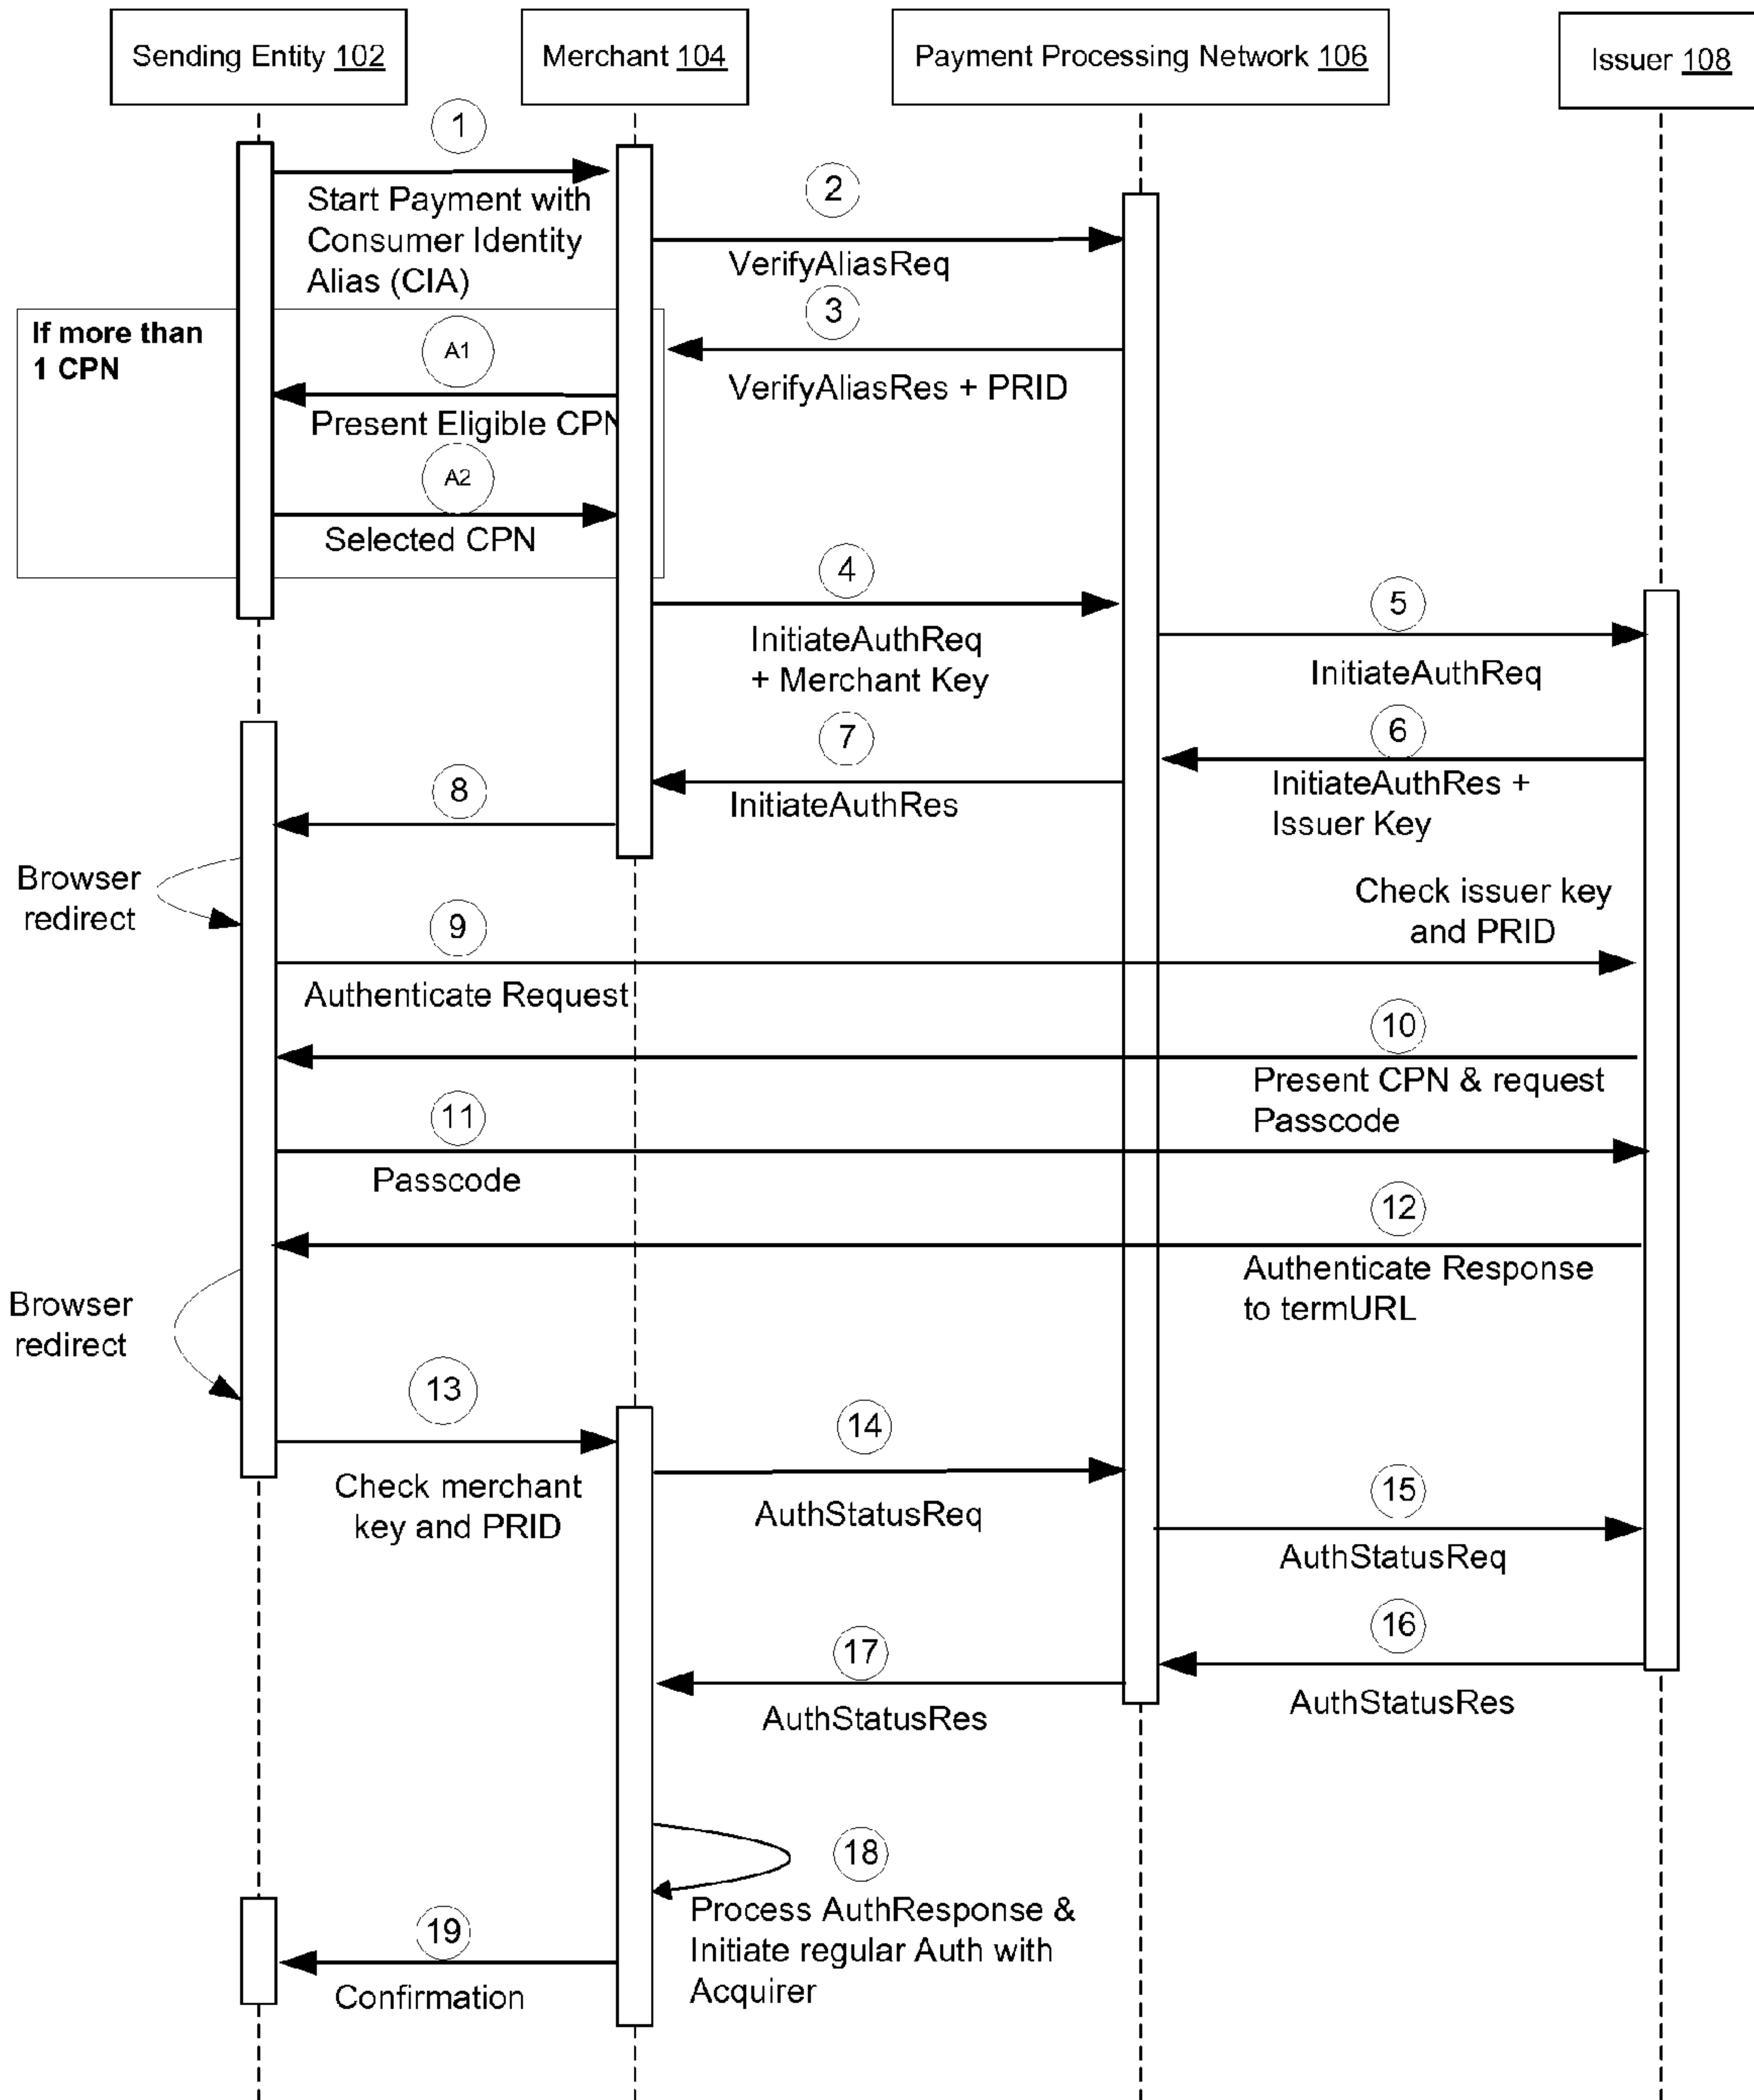 Sending Entity 102
Merchant 104
Payment Processing Network 106
Issuer 108
1
Start Payment with
Consumer Identity
Alias (CIA)
2
VerifyAliasReq
3
VerifyAliasRes + PRID
If more than
1 CPN
A1
Present Eligible CPN
A2
Selected CPN
4
InitiateAuthReq
+ Merchant Key
5
InitiateAuthReq
6
InitiateAuthRes +
Issuer Key
7
InitiateAuthRes
8
Browser
redirect
9
Authenticate Request
Check issuer key
and PRID
10
Present CPN & request
Passcode
11
Passcode
12
Authenticate Response
to termURL
Browser
redirect
13
Check merchant
key and PRID
14
AuthStatusReq
15
AuthStatusReq
16
AuthStatusRes
17
AuthStatusRes
18
Process AuthResponse &
Initiate regular Auth with
Acquirer
19
Confirmation